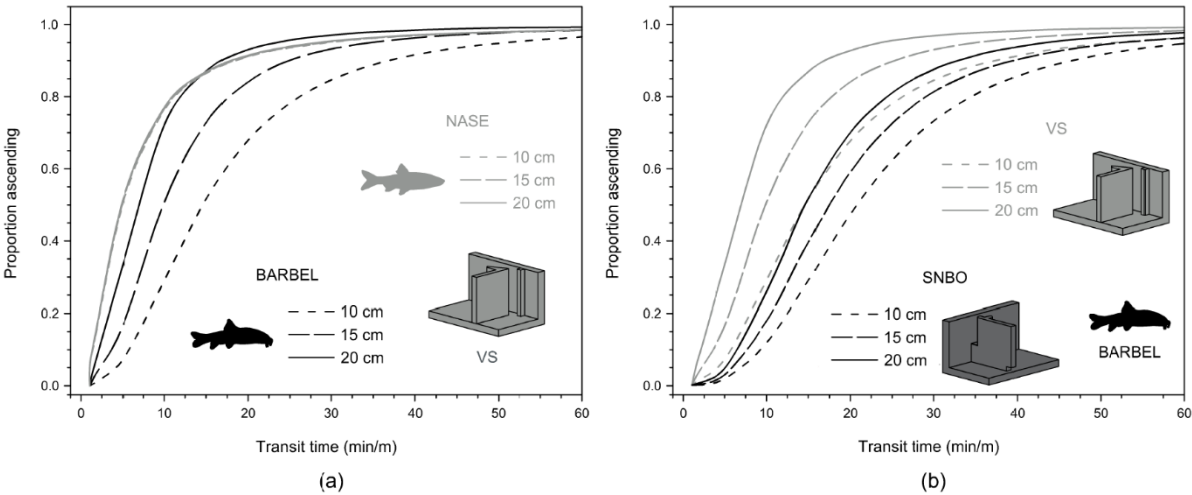 1.0
0.8
0.6
0.4
0.2
0.0
Proportion ascending
NASE
10 cm
15 cm
20 cm
BARBEL
10 cm
15 cm
20 cm
VS
0
10
20
30
40
50
60
Transit time (min/m)
(a)
1.0
0.8
0.6
0.4
0.2
0.0
Proportion ascending
VS
10 cm
15 cm
20 cm
SNBO
10 cm
15 cm
20 cm
BARBEL
0
10
20
30
40
50
60
Transit time (min/m)
(b)